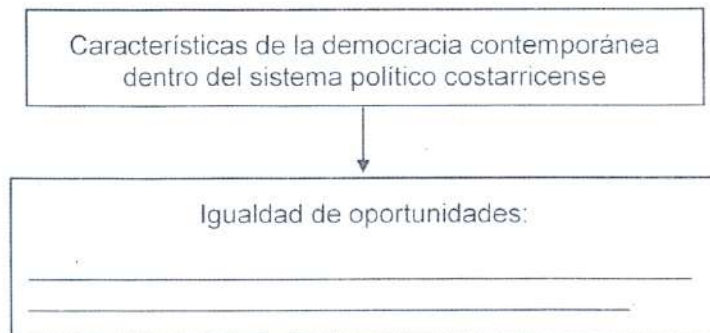 Características de la democracia contemporánea
dentro del sistema político costarricense
Igualdad de oportunidades: